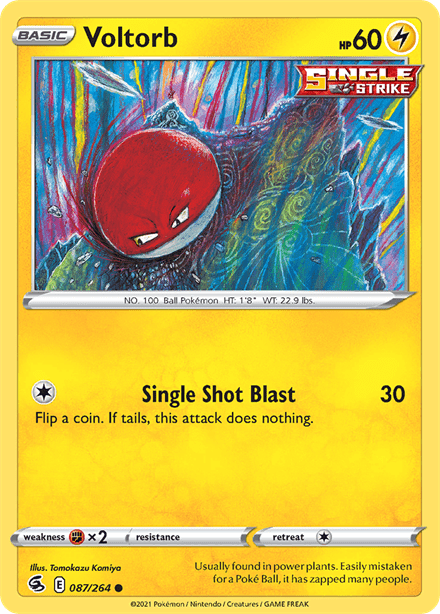 BASIC Voltorb HP60
SINGLE
STRIKE
NO. 100 Ball Pokémon HT: 1'8" WT: 22.9 lbs.
Single Shot Blast 30
Flip a coin. If tails, this attack does nothing.
weakness ×2 resistance retreat
Illus. Tomokazu Komiya
E 087/264
Usually found in power plants. Easily mistaken
for a Poké Ball, it has zapped many people.
©2021 Pokémon / Nintendo / Creatures / GAME FREAK